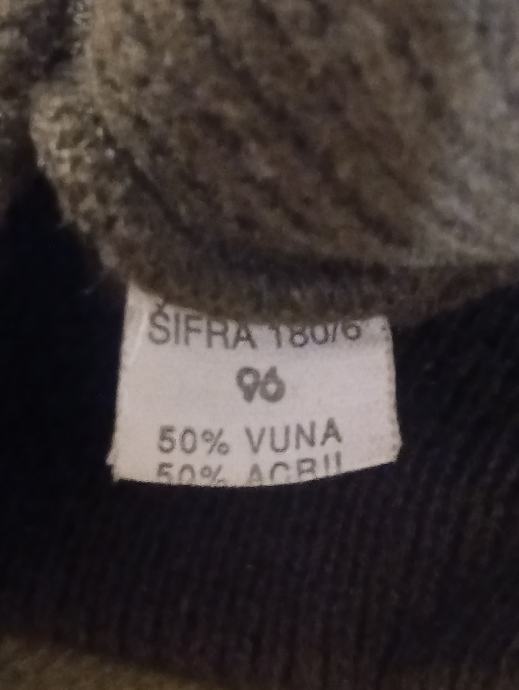 ŠIFRA 180/6
96
50% VUNA
50% ACRIL